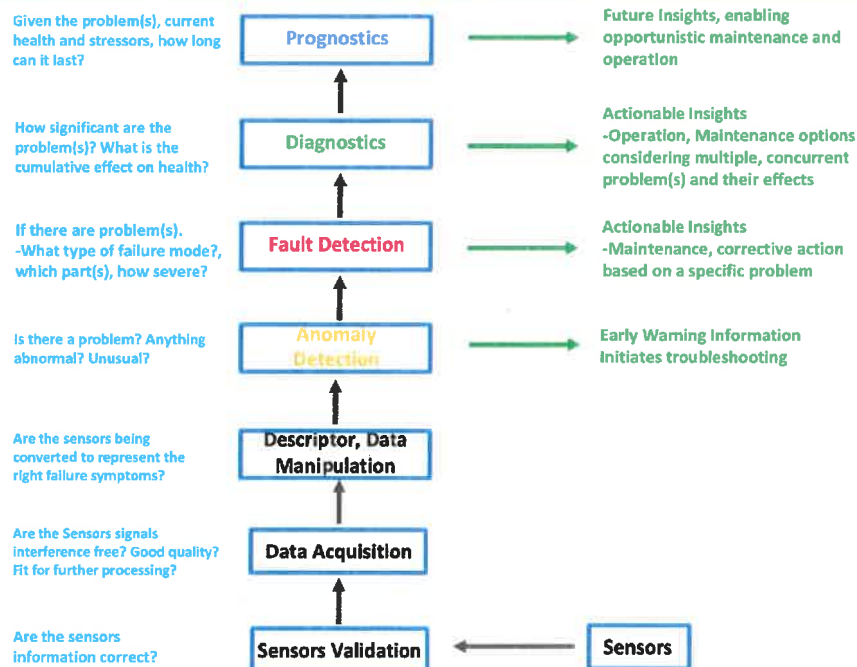 Given the problem(s), current
health and stressors, how long
can it last?
Prognostics
Future Insights, enabling
opportunistic maintenance and
operation
How significant are the
problem(s)? What is the
cumulative effect on health?
Diagnostics
Actionable Insights
-Operation, Maintenance options
considering multiple, concurrent
problem(s) and their effects
If there are problem(s).
-What type of failure mode?,
which part(s), how severe?
Fault Detection
Actionable Insights
-Maintenance, corrective action
based on a specific problem
Is there a problem? Anything
abnormal? Unusual?
Anomaly
Detection
Early Warning Information
Initiates troubleshooting
Are the sensors being
converted to represent the
right failure symptoms?
Descriptor, Data
Manipulation
Are the Sensors signals
interference free? Good quality?
Fit for further processing?
Data Acquisition
Are the sensors
information correct?
Sensors Validation
Sensors